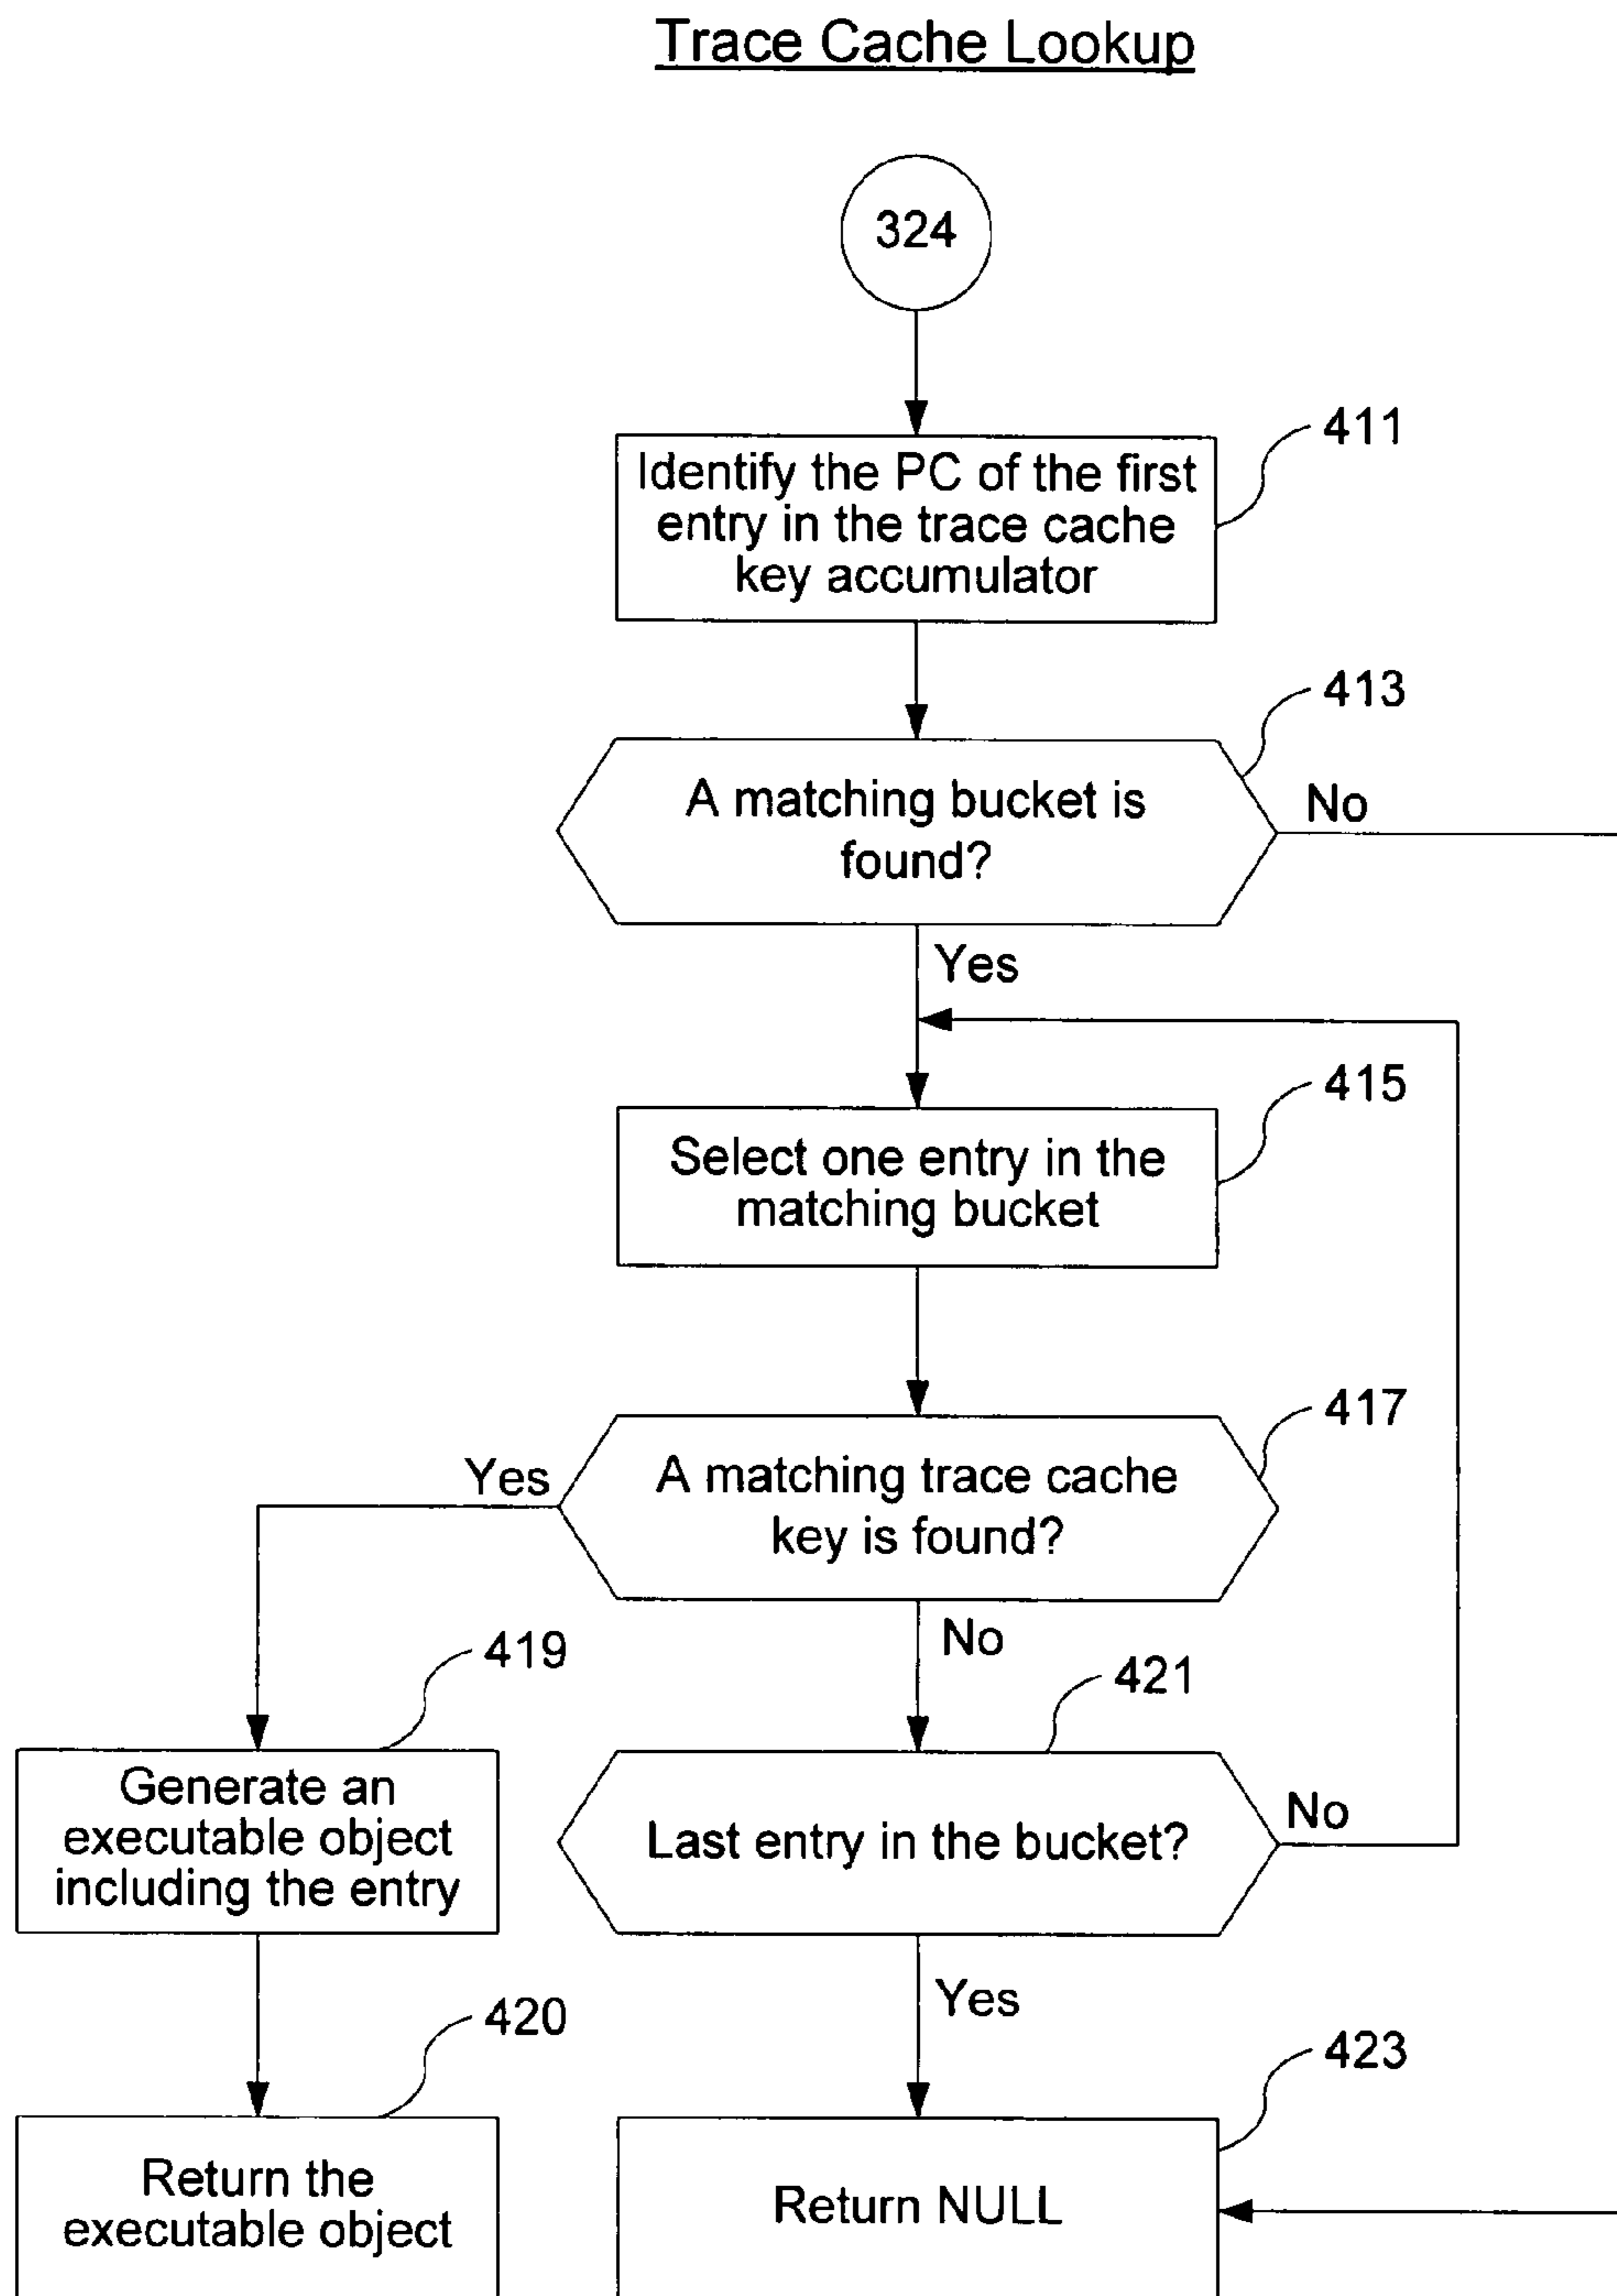 Trace Cache Lookup
324
411
Identify the PC of the first
entry in the trace cache
key accumulator
413
A matching bucket is
found?
No
Yes
415
Select one entry in the
matching bucket
417
Yes
A matching trace cache
key is found?
No
419
421
Generate an
executable object
including the entry
Last entry in the bucket?
No
Yes
420
423
Return the
executable object
Return NULL